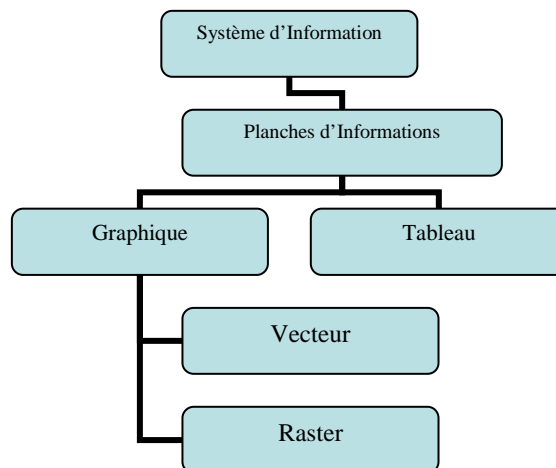 Système d’Information
Planches d’Informations
Graphique
Tableau
Vecteur
Raster